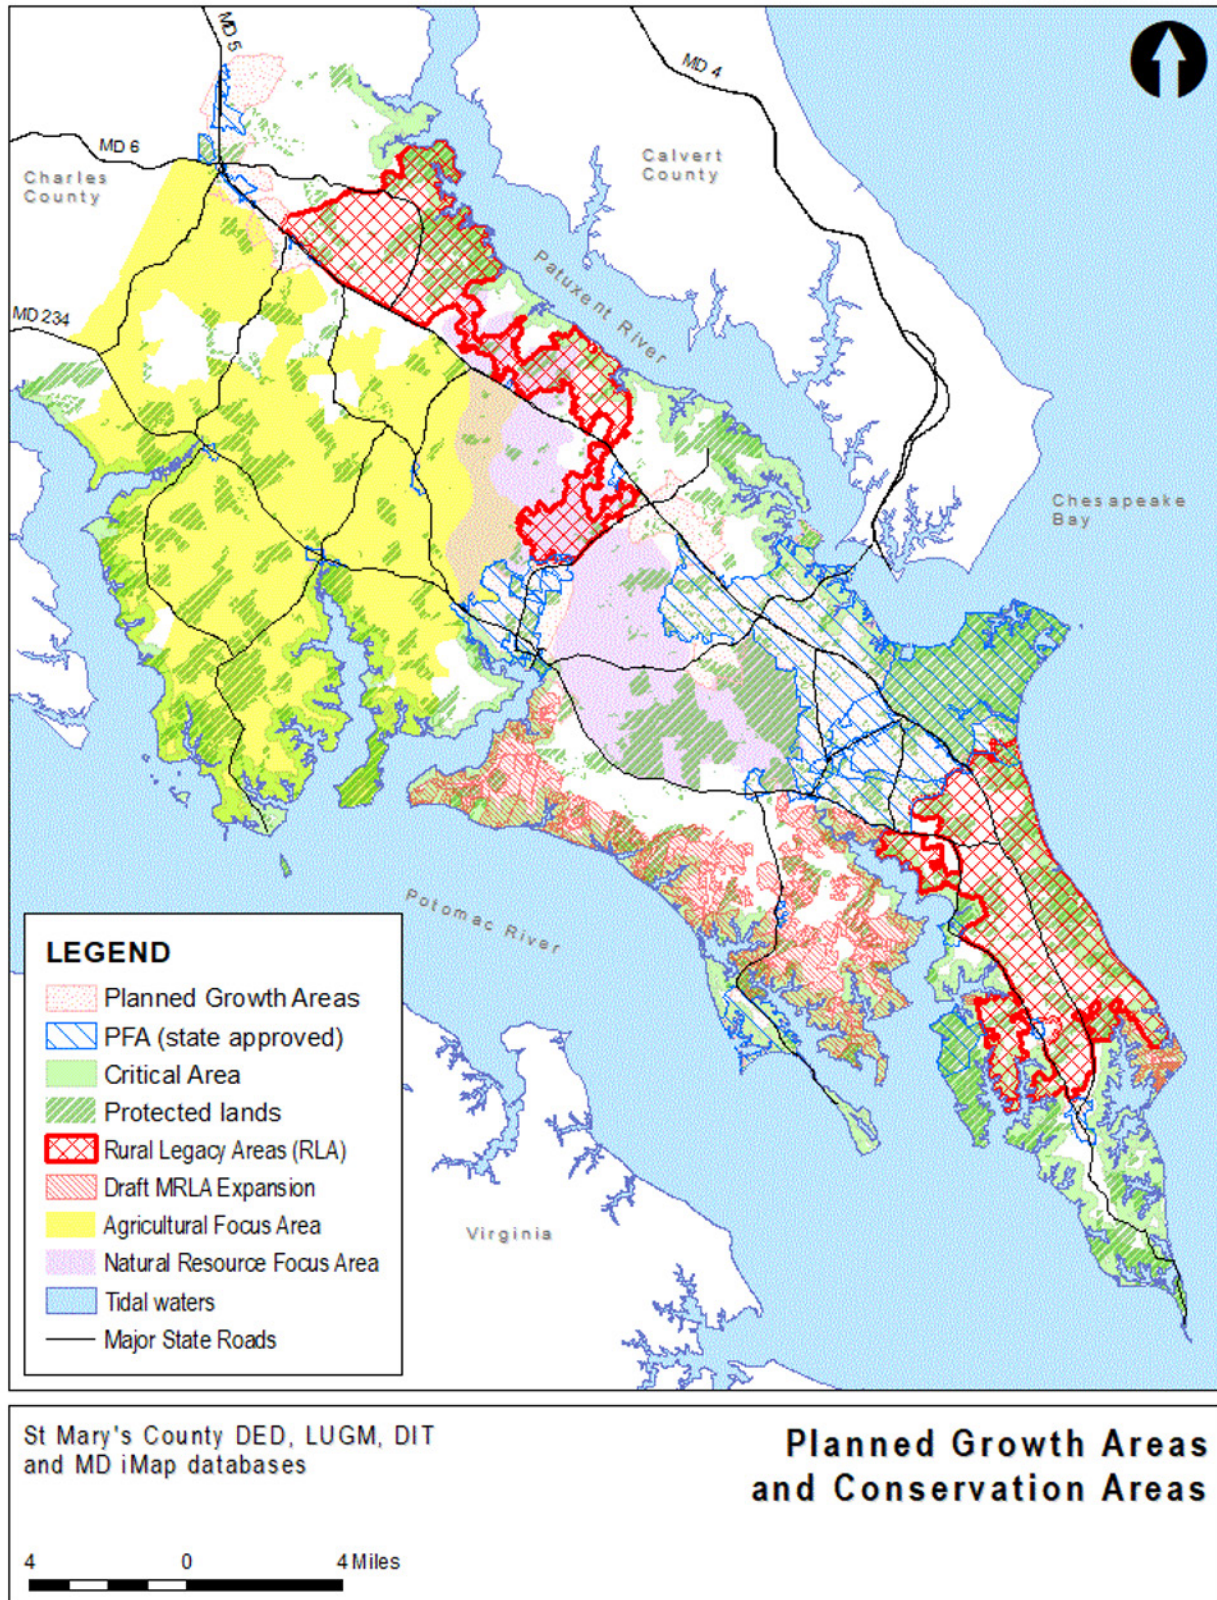 MD 5
MD 4
MD 6
Charles
County
Calvert
County
Patuxent River
MD 234
Chesapeake
Bay
Potomac River
Virginia
LEGEND
Planned Growth Areas
PFA (state approved)
Critical Area
Protected lands
Rural Legacy Areas (RLA)
Draft MRLA Expansion
Agricultural Focus Area
Natural Resource Focus Area
Tidal waters
Major State Roads
St Mary's County DED, LUGM, DIT
and MD iMap databases
Planned Growth Areas
and Conservation Areas
4 0 4 Miles